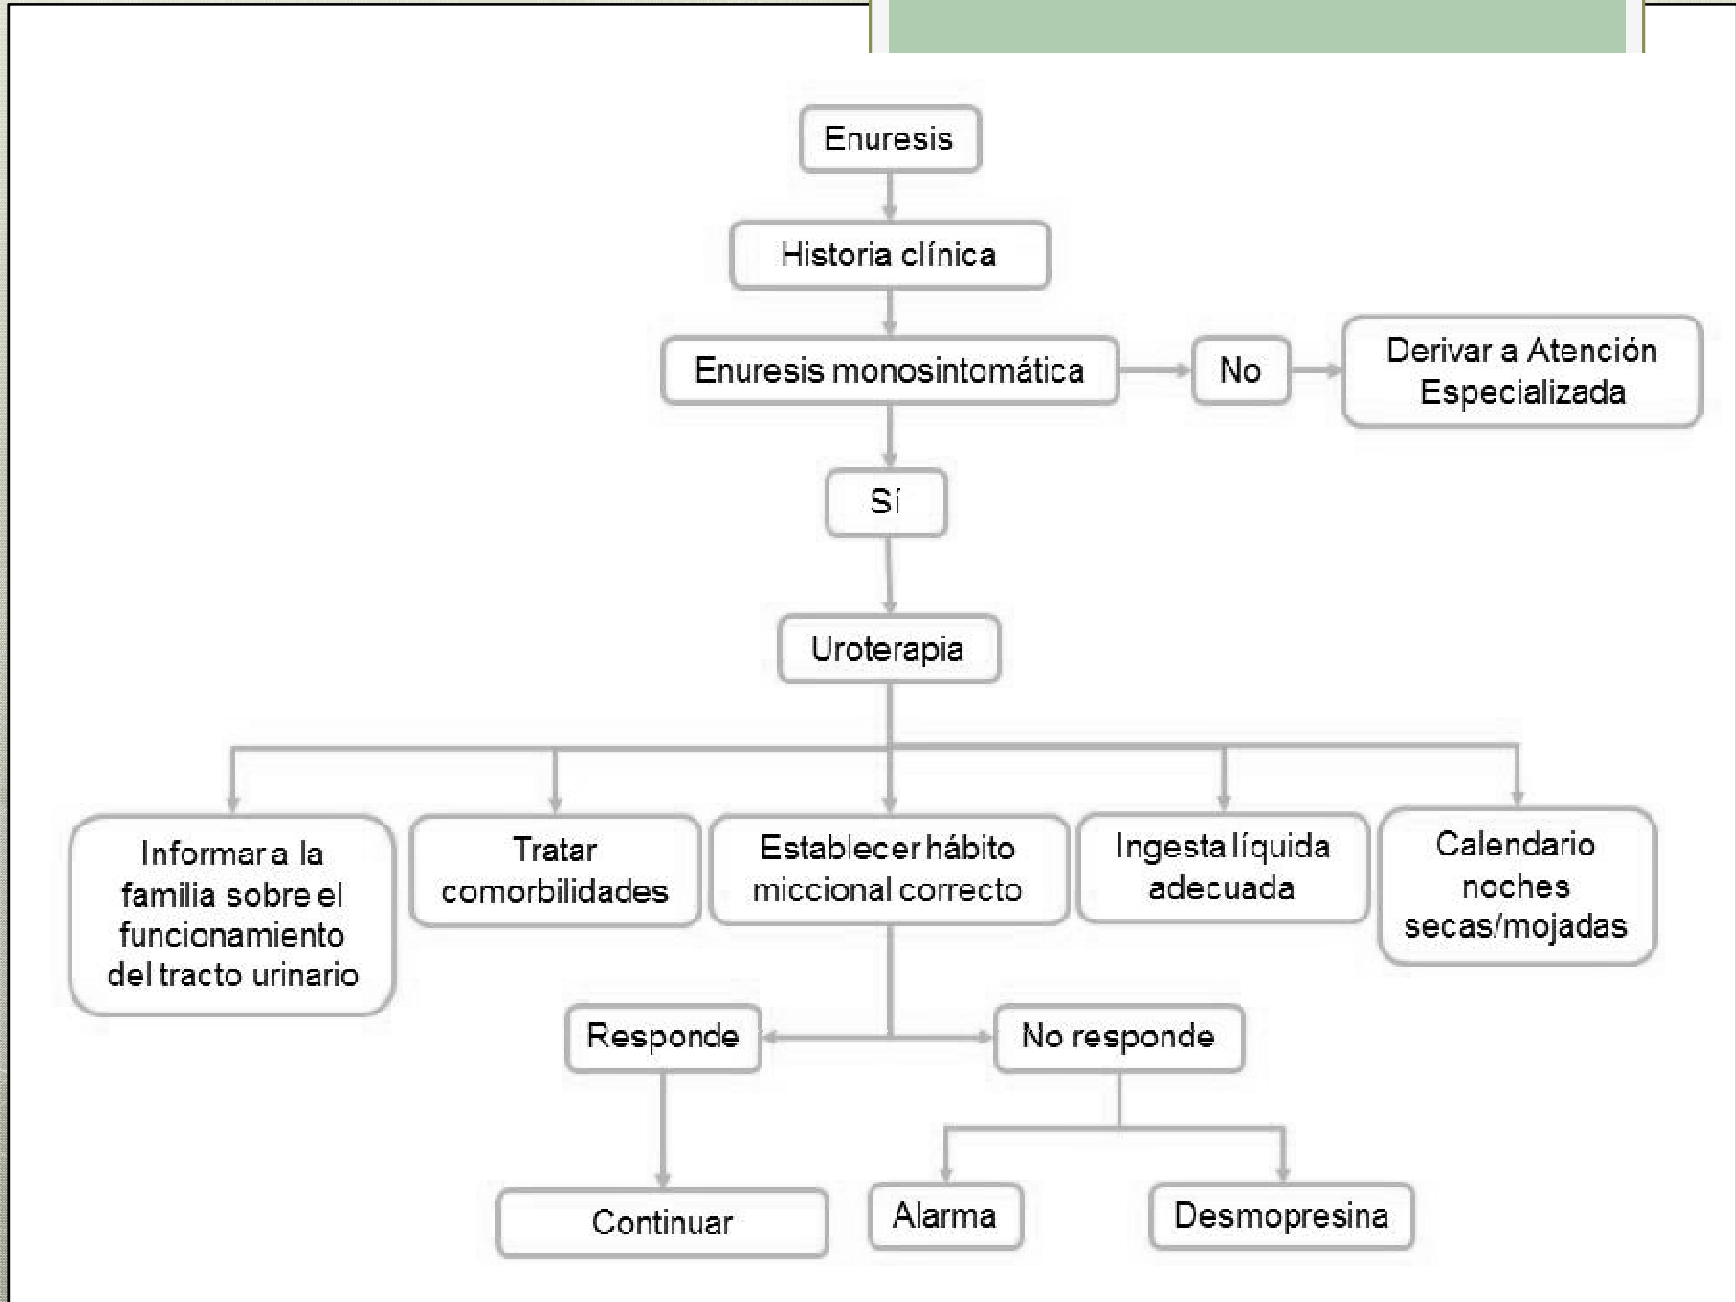 Enuresis
Historia clínica
Enuresis monosintomática
No
Derivar a Atención
Especializada
Sí
Uroterapia
Informar a la
familia sobre el
funcionamiento
del tracto urinario
Tratar
comorbilidades
Establecer hábito
miccional correcto
Ingesta líquida
adecuada
Calendario
noches
secas/mojadas
Responde
No responde
Continuar
Alarma
Desmopresina